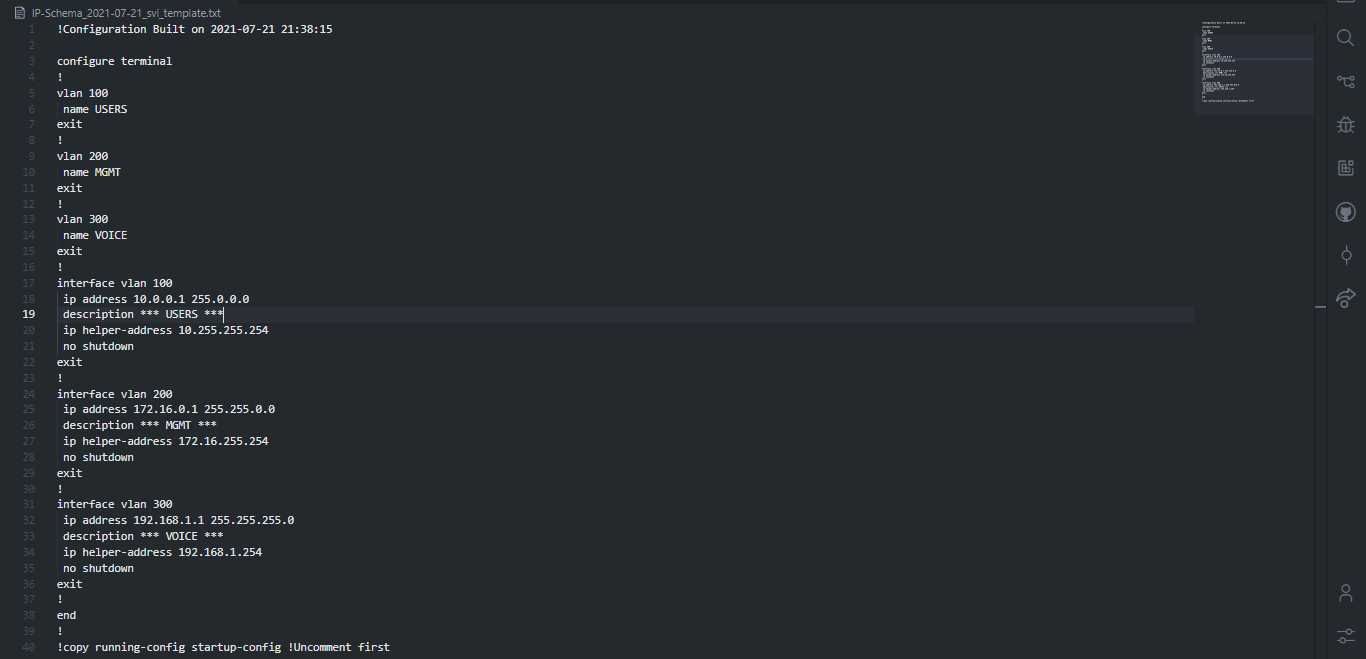 IP-Schema_2021-07-21_svi_template.txt
1 !Configuration Built on 2021-07-21 21:38:15
2
3 configure terminal
4 !
5 vlan 100
6 name USERS
7 exit
8 !
9 vlan 200
10 name MGMT
11 exit
12 !
13 vlan 300
14 name VOICE
15 exit
16 !
17 interface vlan 100
18 ip address 10.0.0.1 255.0.0.0
19 description *** USERS ***
20 ip helper-address 10.255.255.254
21 no shutdown
22 exit
23 !
24 interface vlan 200
25 ip address 172.16.0.1 255.255.0.0
26 description *** MGMT ***
27 ip helper-address 172.16.255.254
28 no shutdown
29 exit
30 !
31 interface vlan 300
32 ip address 192.168.1.1 255.255.255.0
33 description *** VOICE ***
34 ip helper-address 192.168.1.254
35 no shutdown
36 exit
37 !
38 end
39 !
40 !copy running-config startup-config !Uncomment first